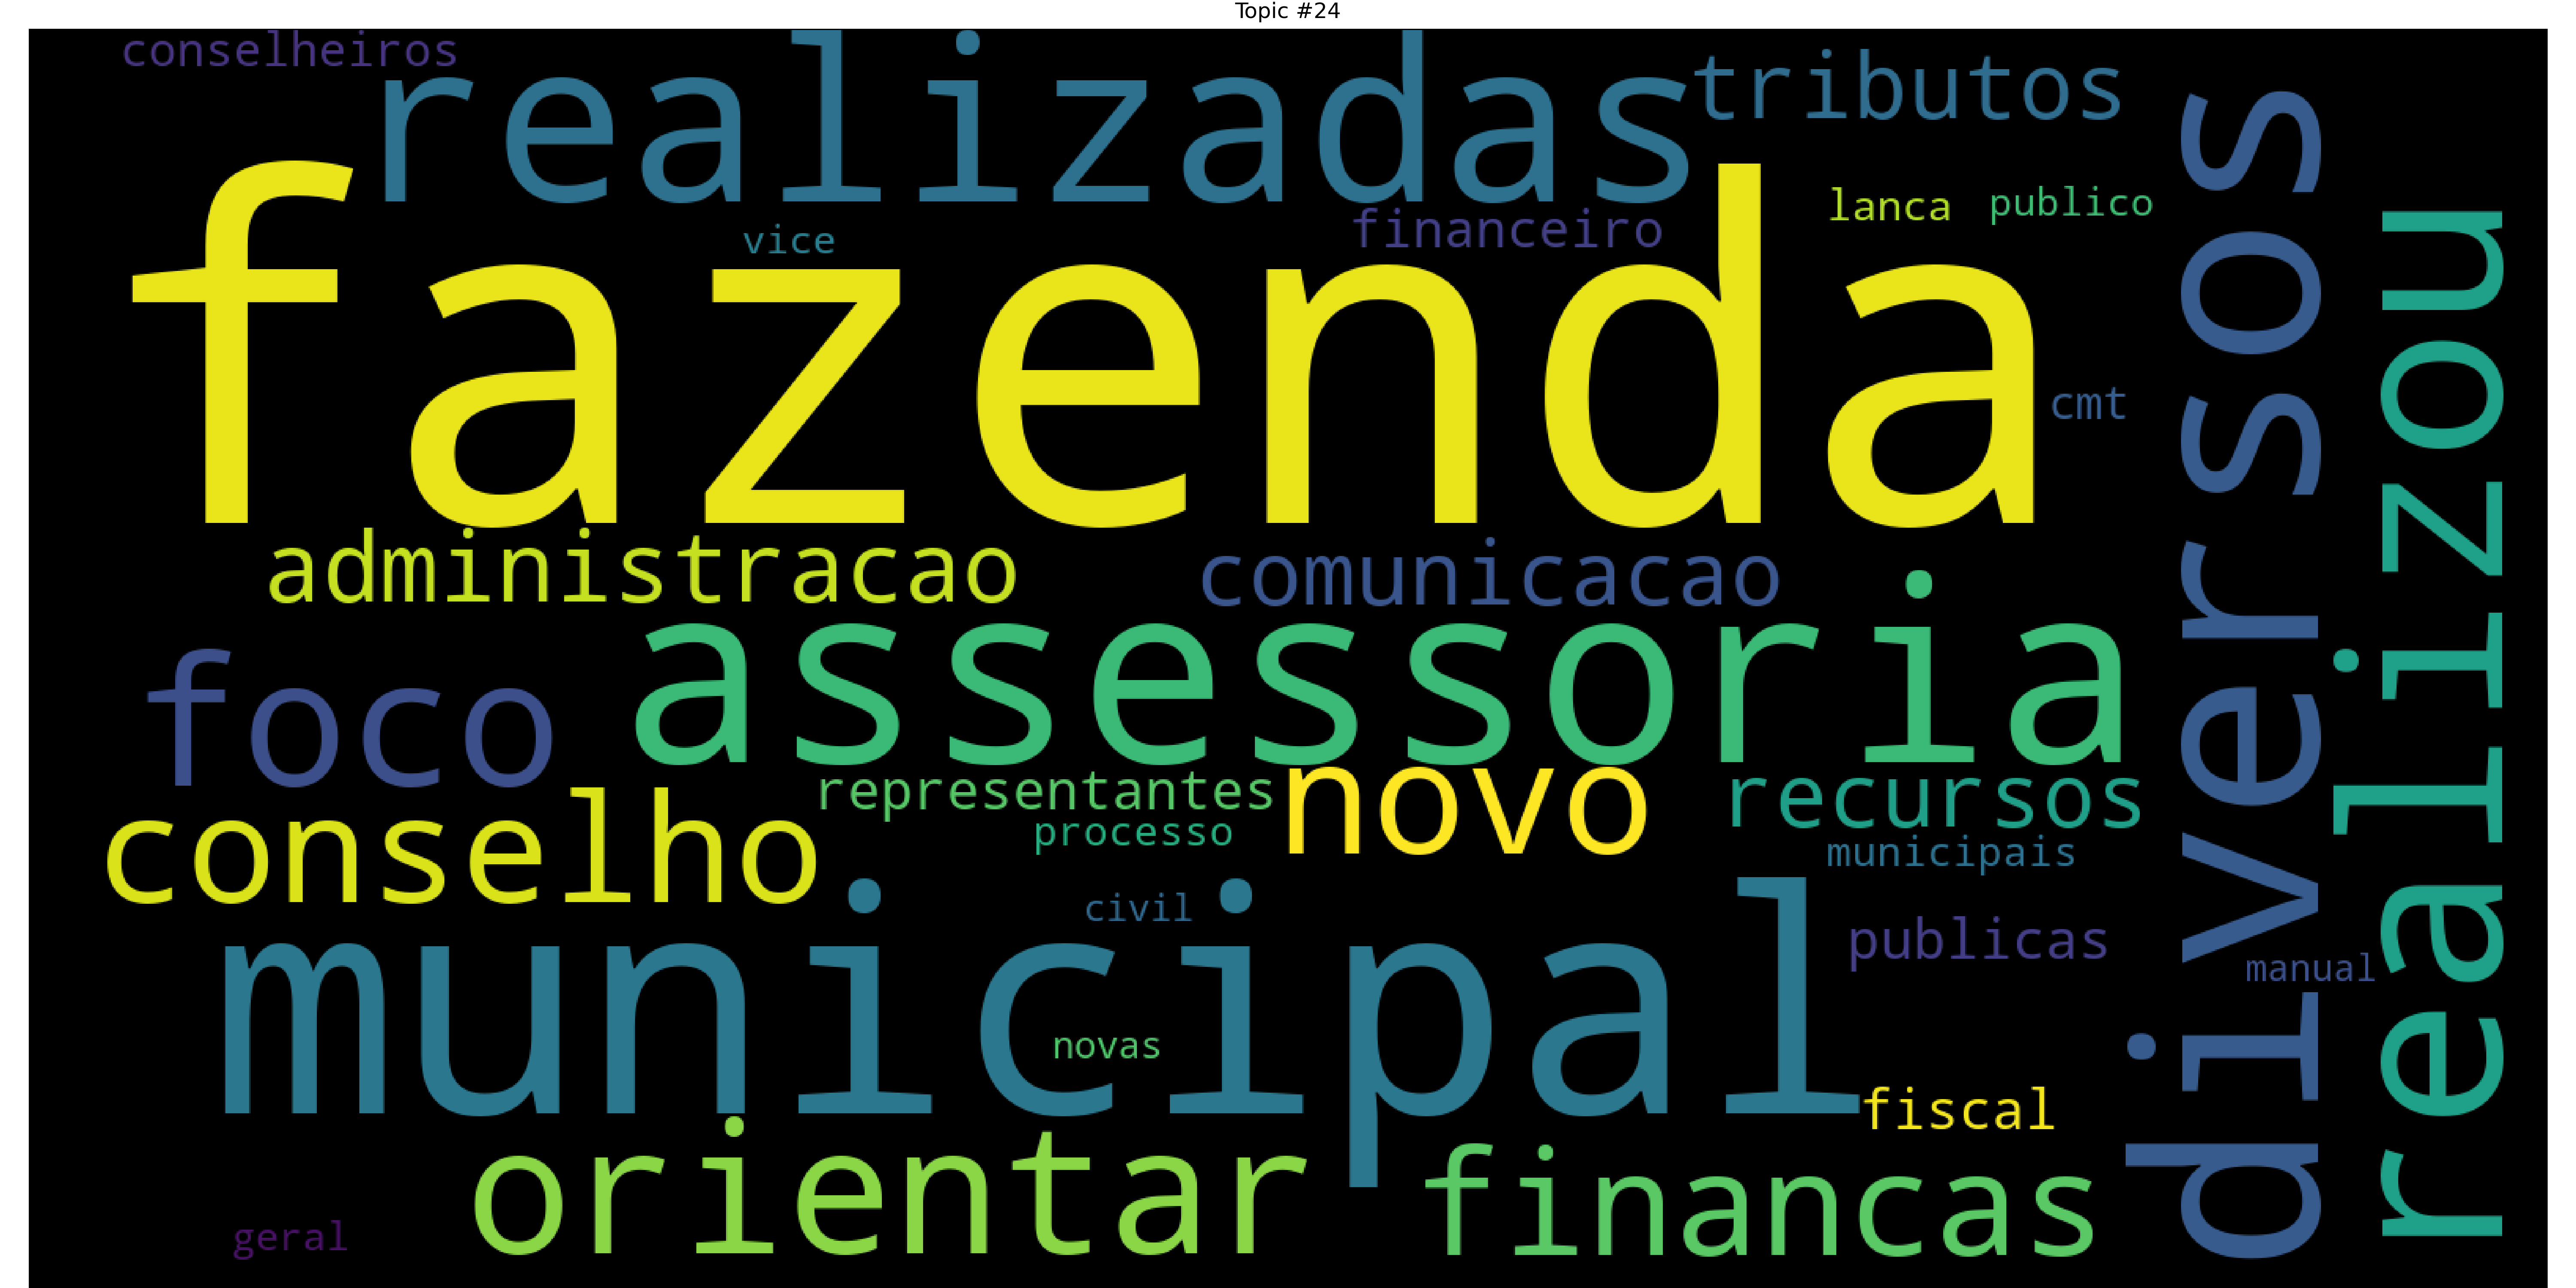 Topic #24
conselheiros
realizadas
tributos
lanca
publico
vice
financeiro
fazenda
cmt
diversos
realizou
administracao
comunicacao
assessoria
foco
representantes
novo
recursos
processo
conselho
municipais
civil
publicas
municipal
manual
novas
fiscal
orientar
financas
geral